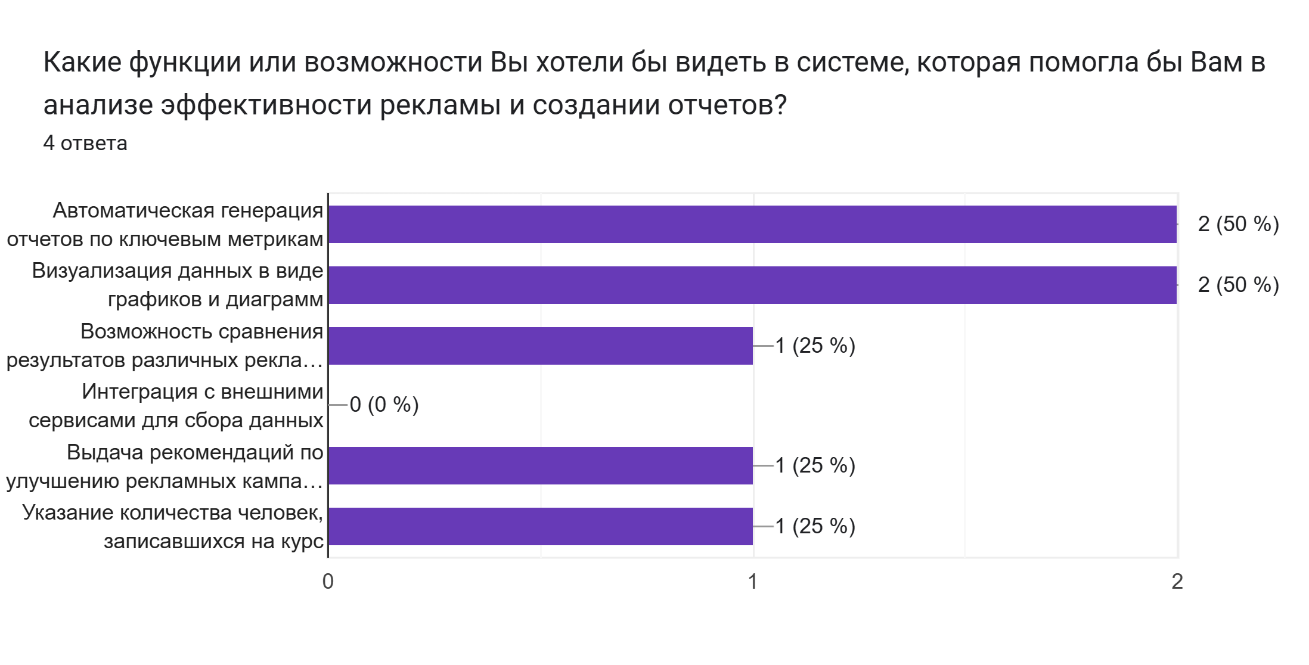 Какие функции или возможности Вы хотели бы видеть в системе, которая помогла бы Вам в
анализе эффективности рекламы и создании отчетов?
4 ответа
Автоматическая генерация
отчетов по ключевым метрикам
2 (50 %)
Визуализация данных в виде
графиков и диаграмм
2 (50 %)
Возможность сравнения
результатов различных рекла…
1 (25 %)
Интеграция с внешними
сервисами для сбора данных
0 (0 %)
Выдача рекомендаций по
улучшению рекламных кампа…
1 (25 %)
Указание количества человек,
записавшихся на курс
1 (25 %)
0
1
2